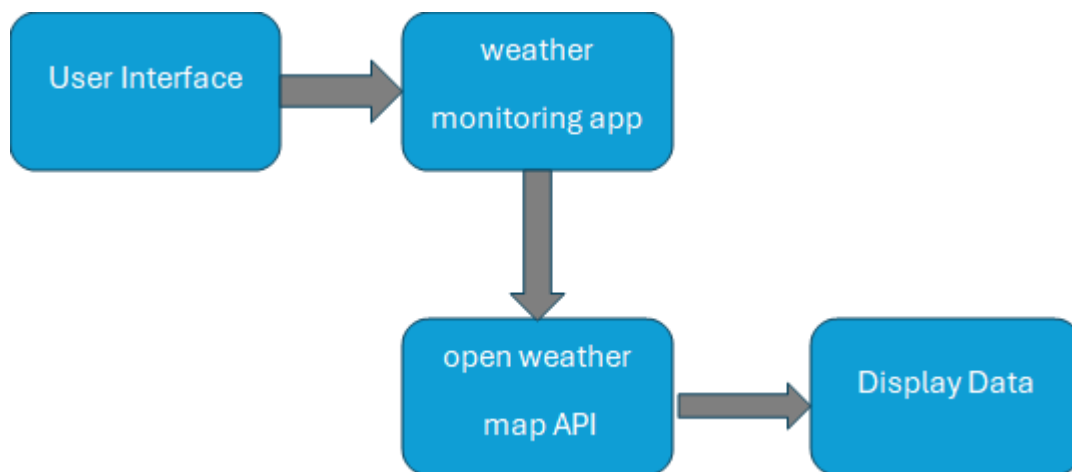 User Interface
weather
monitoring app
open weather
map API
Display Data